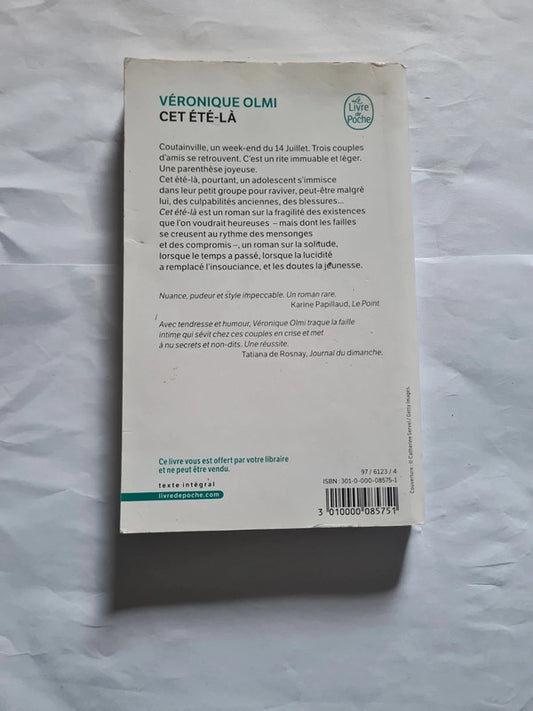 VÉRONIQUE OLMI
CET ÉTÉ-LÀ
Le
Livre
de
Poche
Coutainville, un week-end du 14 Juillet. Trois couples
d'amis se retrouvent. C'est un rite immuable et léger.
Une parenthèse joyeuse.
Cet été-là, pourtant, un adolescent s'immisce
dans leur petit groupe pour raviver, peut-être malgré
lui, des culpabilités anciennes, des blessures...
Cet été-là est un roman sur la fragilité des existences
que l'on voudrait heureuses – mais dont les failles
se creusent au rythme des mensonges
et des compromis –, un roman sur la solitude,
lorsque le temps a passé, lorsque la lucidité
a remplacé l'insouciance, et les doutes la jeunesse.
Nuance, pudeur et style impeccable. Un roman rare.
Karine Papillaud, Le Point.
Avec tendresse et humour, Véronique Olmi traque la faille
intime qui sévit chez ces couples en crise et met
à nu secrets et non-dits. Une réussite.
Tatiana de Rosnay, Journal du dimanche.
Couverture : © Catherine Servel / Getty Images.
Ce livre vous est offert par votre libraire
et ne peut être vendu.
texte intégral
livredepoche.com
97 / 6123 / 4
ISBN : 301-0-000-08575-1
3 010000 085751